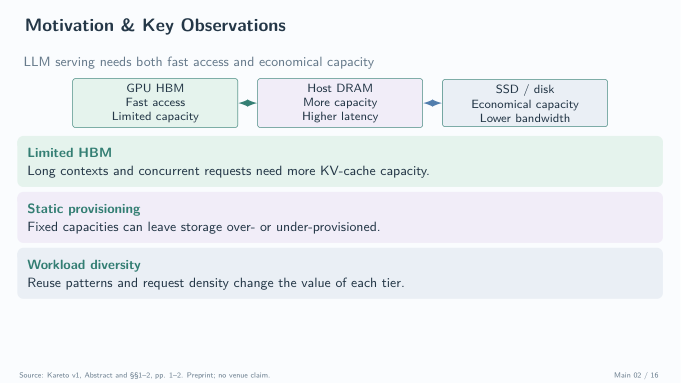 Motivation & Key Observations
LLM serving needs both fast access and economical capacity
GPU HBM
Fast access
Limited capacity
Host DRAM
More capacity
Higher latency
SSD / disk
Economical capacity
Lower bandwidth
Limited HBM
Long contexts and concurrent requests need more KV-cache capacity.
Static provisioning
Fixed capacities can leave storage over- or under-provisioned.
Workload diversity
Reuse patterns and request density change the value of each tier.
Source: Kareto v1, Abstract and §§1–2, pp. 1–2. Preprint; no venue claim.
Main 02 / 16